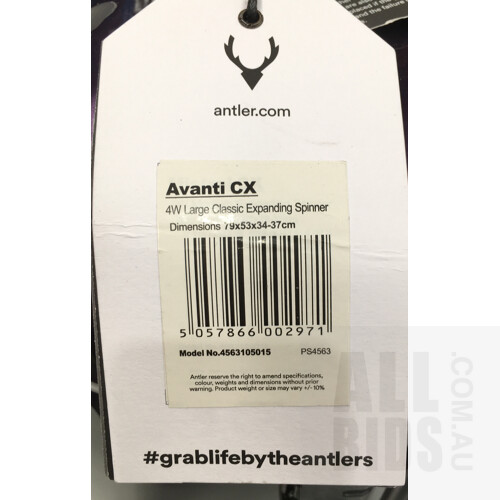 antler.com
Avanti CX
4W Large Classic Expanding Spinner
Dimensions 79x53x34-37cm
5 057866 002971
Model No.4563105015 PS4563
Antler reserve the right to amend specifications,
colour, weights and dimensions without prior
warning. Product weight or size may vary +/- 10%
#grablifebytheantlers
ALL
BIDS
.COM.AU